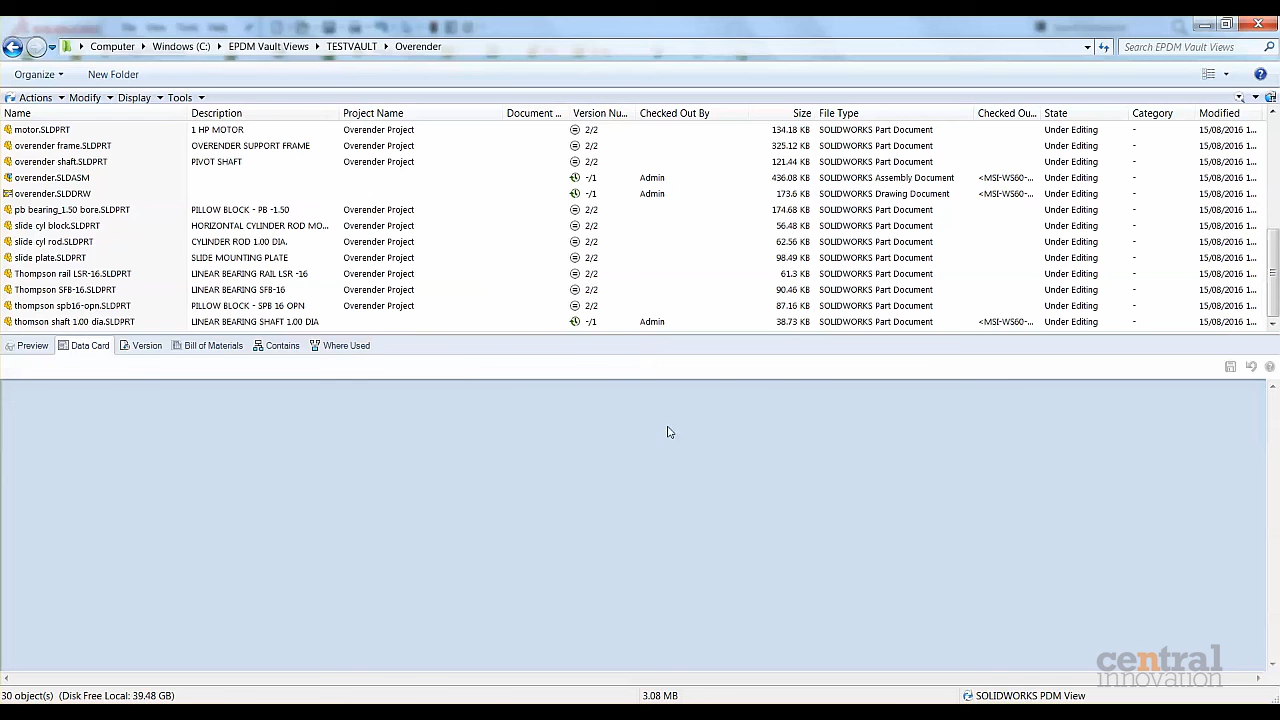 Computer Windows (C:) EPDM Vault Views TESTVAULT Overender Search EPDM Vault Views
Organize New Folder
Actions Modify Display Tools
Name Description Project Name Document ... Version Nu... Checked Out By Size File Type Checked Ou... State Category Modified
motor.SLDPRT 1 HP MOTOR Overender Project 2/2 134.18 KB SOLIDWORKS Part Document Under Editing - 15/08/2016 1...
overender frame.SLDPRT OVERENDER SUPPORT FRAME Overender Project 2/2 325.12 KB SOLIDWORKS Part Document Under Editing - 15/08/2016 1...
overender shaft.SLDPRT PIVOT SHAFT Overender Project 2/2 121.44 KB SOLIDWORKS Part Document Under Editing - 15/08/2016 1...
overender.SLDASM -/1 Admin 436.08 KB SOLIDWORKS Assembly Document <MSI-WS60-... Under Editing - 15/08/2016 1...
overender.SLDDRW -/1 Admin 173.6 KB SOLIDWORKS Drawing Document <MSI-WS60-... Under Editing - 15/08/2016 1...
pb bearing_1.50 bore.SLDPRT PILLOW BLOCK - PB -1.50 Overender Project 2/2 174.68 KB SOLIDWORKS Part Document Under Editing - 15/08/2016 1...
slide cyl block.SLDPRT HORIZONTAL CYLINDER ROD MO... Overender Project 2/2 56.48 KB SOLIDWORKS Part Document Under Editing - 15/08/2016 1...
slide cyl rod.SLDPRT CYLINDER ROD 1.00 DIA. Overender Project 2/2 62.56 KB SOLIDWORKS Part Document Under Editing - 15/08/2016 1...
slide plate.SLDPRT SLIDE MOUNTING PLATE Overender Project 2/2 98.49 KB SOLIDWORKS Part Document Under Editing - 15/08/2016 1...
Thompson rail LSR-16.SLDPRT LINEAR BEARING RAIL LSR -16 Overender Project 2/2 61.3 KB SOLIDWORKS Part Document Under Editing - 15/08/2016 1...
Thompson SFB-16.SLDPRT LINEAR BEARING SFB-16 Overender Project 2/2 90.46 KB SOLIDWORKS Part Document Under Editing - 15/08/2016 1...
thompson spb16-opn.SLDPRT PILLOW BLOCK - SPB 16 OPN Overender Project 2/2 87.16 KB SOLIDWORKS Part Document Under Editing - 15/08/2016 1...
thomson shaft 1.00 dia.SLDPRT LINEAR BEARING SHAFT 1.00 DIA -/1 Admin 38.73 KB SOLIDWORKS Part Document <MSI-WS60-... Under Editing - 15/08/2016 1...
Preview Data Card Version Bill of Materials Contains Where Used
central
innovation
30 object(s) (Disk Free Local: 39.48 GB) 3.08 MB SOLIDWORKS PDM View